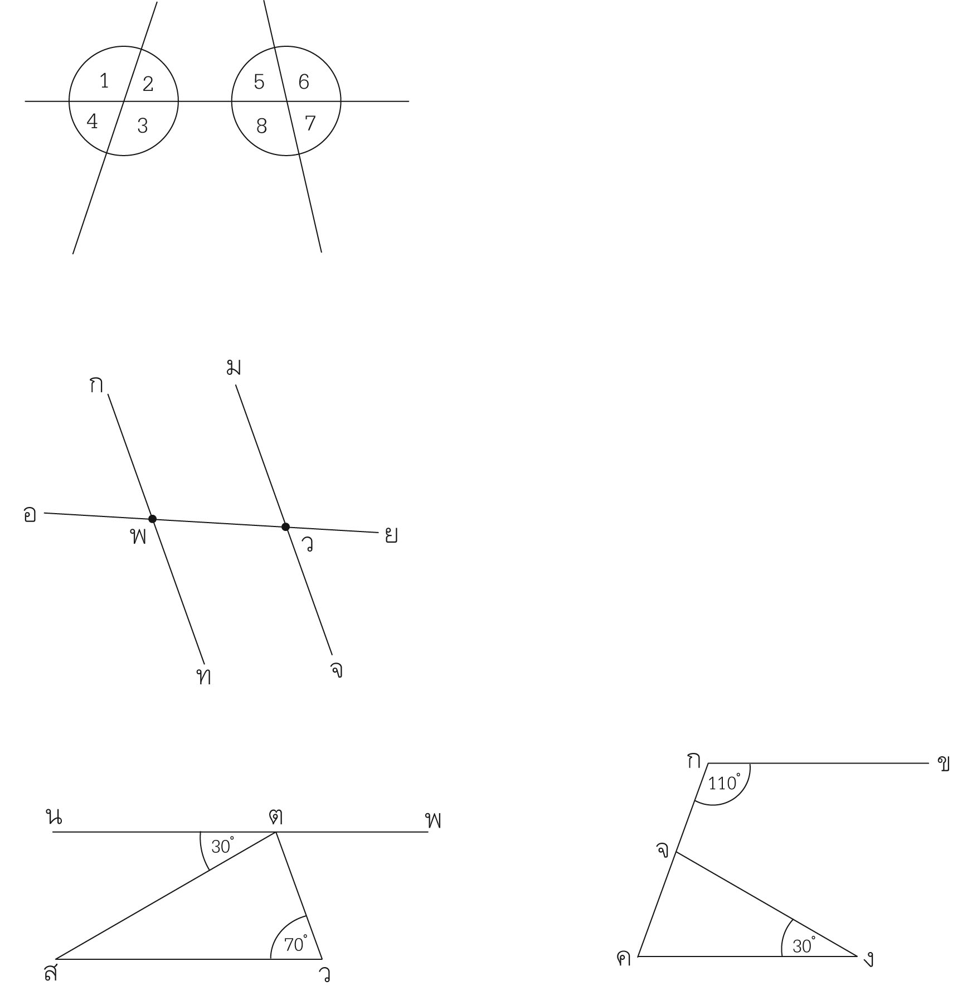 1 2 5 6
4 3 8 7
ม
ก
อ พ ว ย
ท จ
ก ข
110°
น ต พ
30°
จ
70° 30°
ส ว ค ง